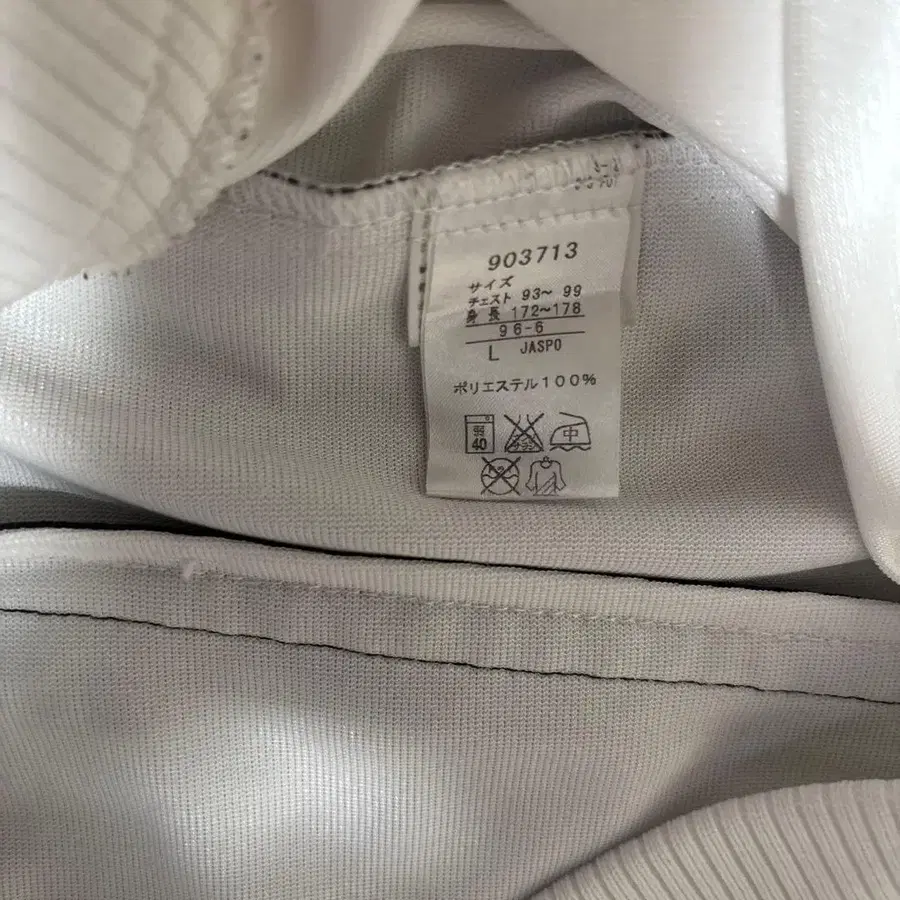 903713
サイズ
チェスト 93〜 99
身 長 172〜178
96-6
L JASPO
ポリエステル100%
弱
40
中